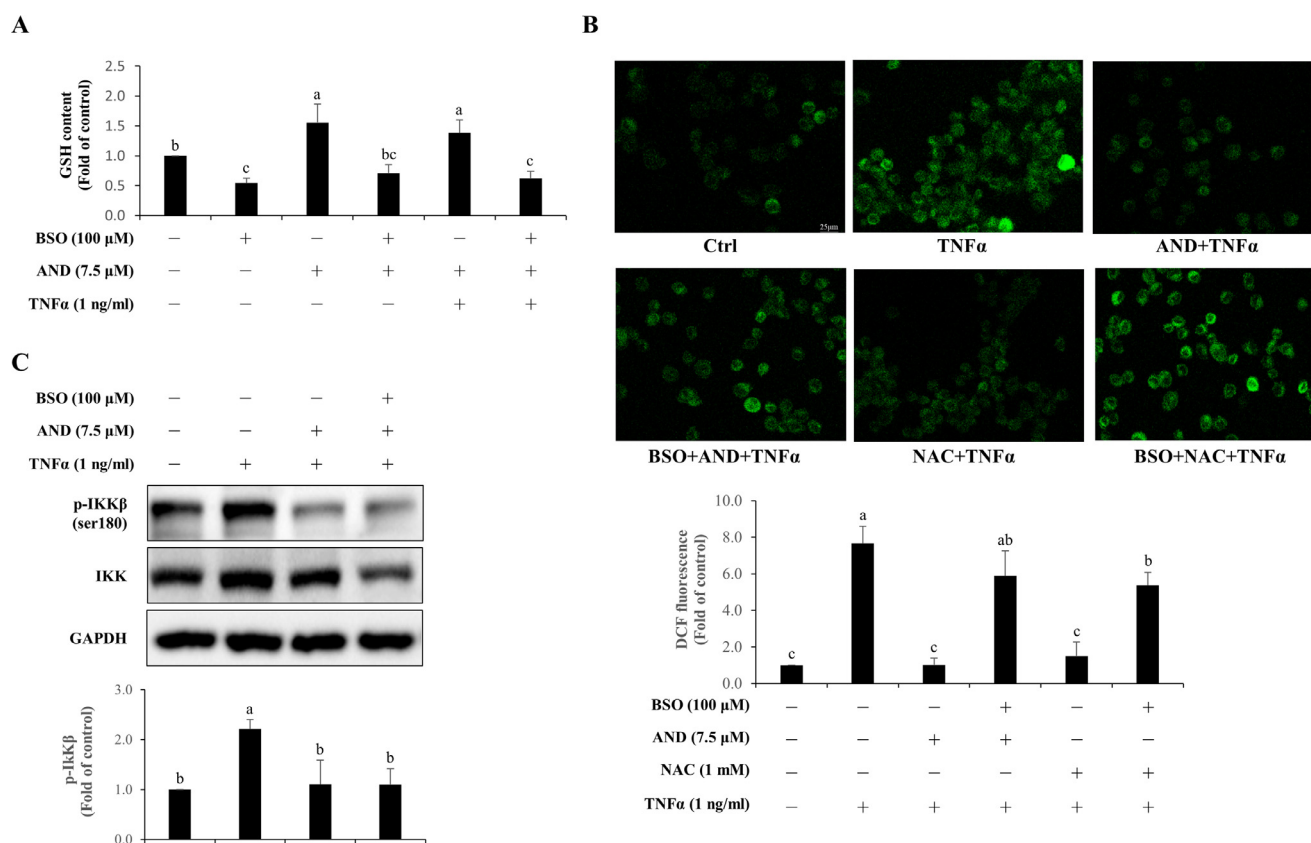 A
GSH content
(Fold of control)
2.5
2.0
1.5
1.0
0.5
0.0
b
c
a
bc
a
c
BSO (100 μM) – + – + – +
AND (7.5 μM) – – + + + +
TNFα (1 ng/ml) – – – – + +
B
25μm
Ctrl
TNFα
AND+TNFα
BSO+AND+TNFα
NAC+TNFα
BSO+NAC+TNFα
DCF fluorescence
(Fold of control)
10.0
8.0
6.0
4.0
2.0
0.0
c
a
c
ab
c
b
BSO (100 μM) – – – + – +
AND (7.5 μM) – – + + – –
NAC (1 mM) – – – – + +
TNFα (1 ng/ml) – + + + + +
C
BSO (100 μM) – – – +
AND (7.5 μM) – – + +
TNFα (1 ng/ml) – + + +
p-IKKβ
(ser180)
IKK
GAPDH
p-IkKβ
(Fold of control)
3.0
2.0
1.0
0.0
b
a
b
b